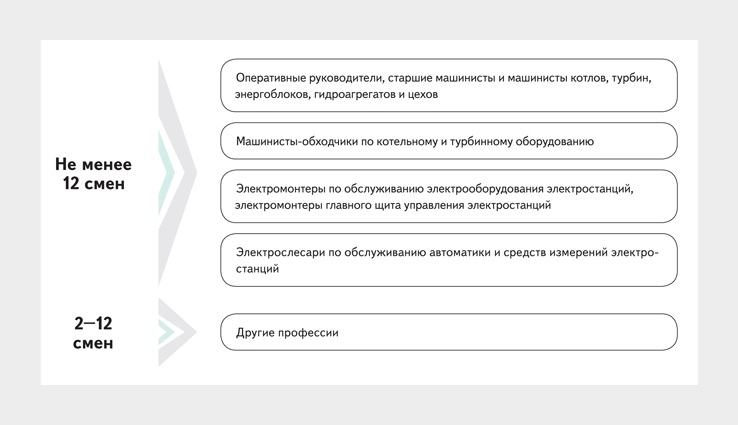 Не менее
12 смен
Оперативные руководители, старшие машинисты и машинисты котлов, турбин,
энергоблоков, гидроагрегатов и цехов
Машинисты-обходчики по котельному и турбинному оборудованию
Электромонтеры по обслуживанию электрооборудования электростанций,
электромонтеры главного щита управления электростанций
Электрослесари по обслуживанию автоматики и средств измерений электро-
станций
2—12
смен
Другие профессии